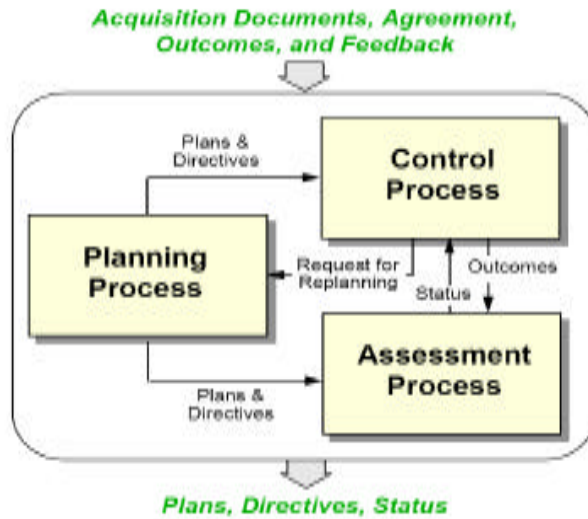 Acquisition Documents, Agreement,
Outcomes, and Feedback
Plans &
Directives
Control
Process
Planning
Process
Request for
Replanning
Status
Outcomes
Assessment
Process
Plans &
Directives
Plans, Directives, Status